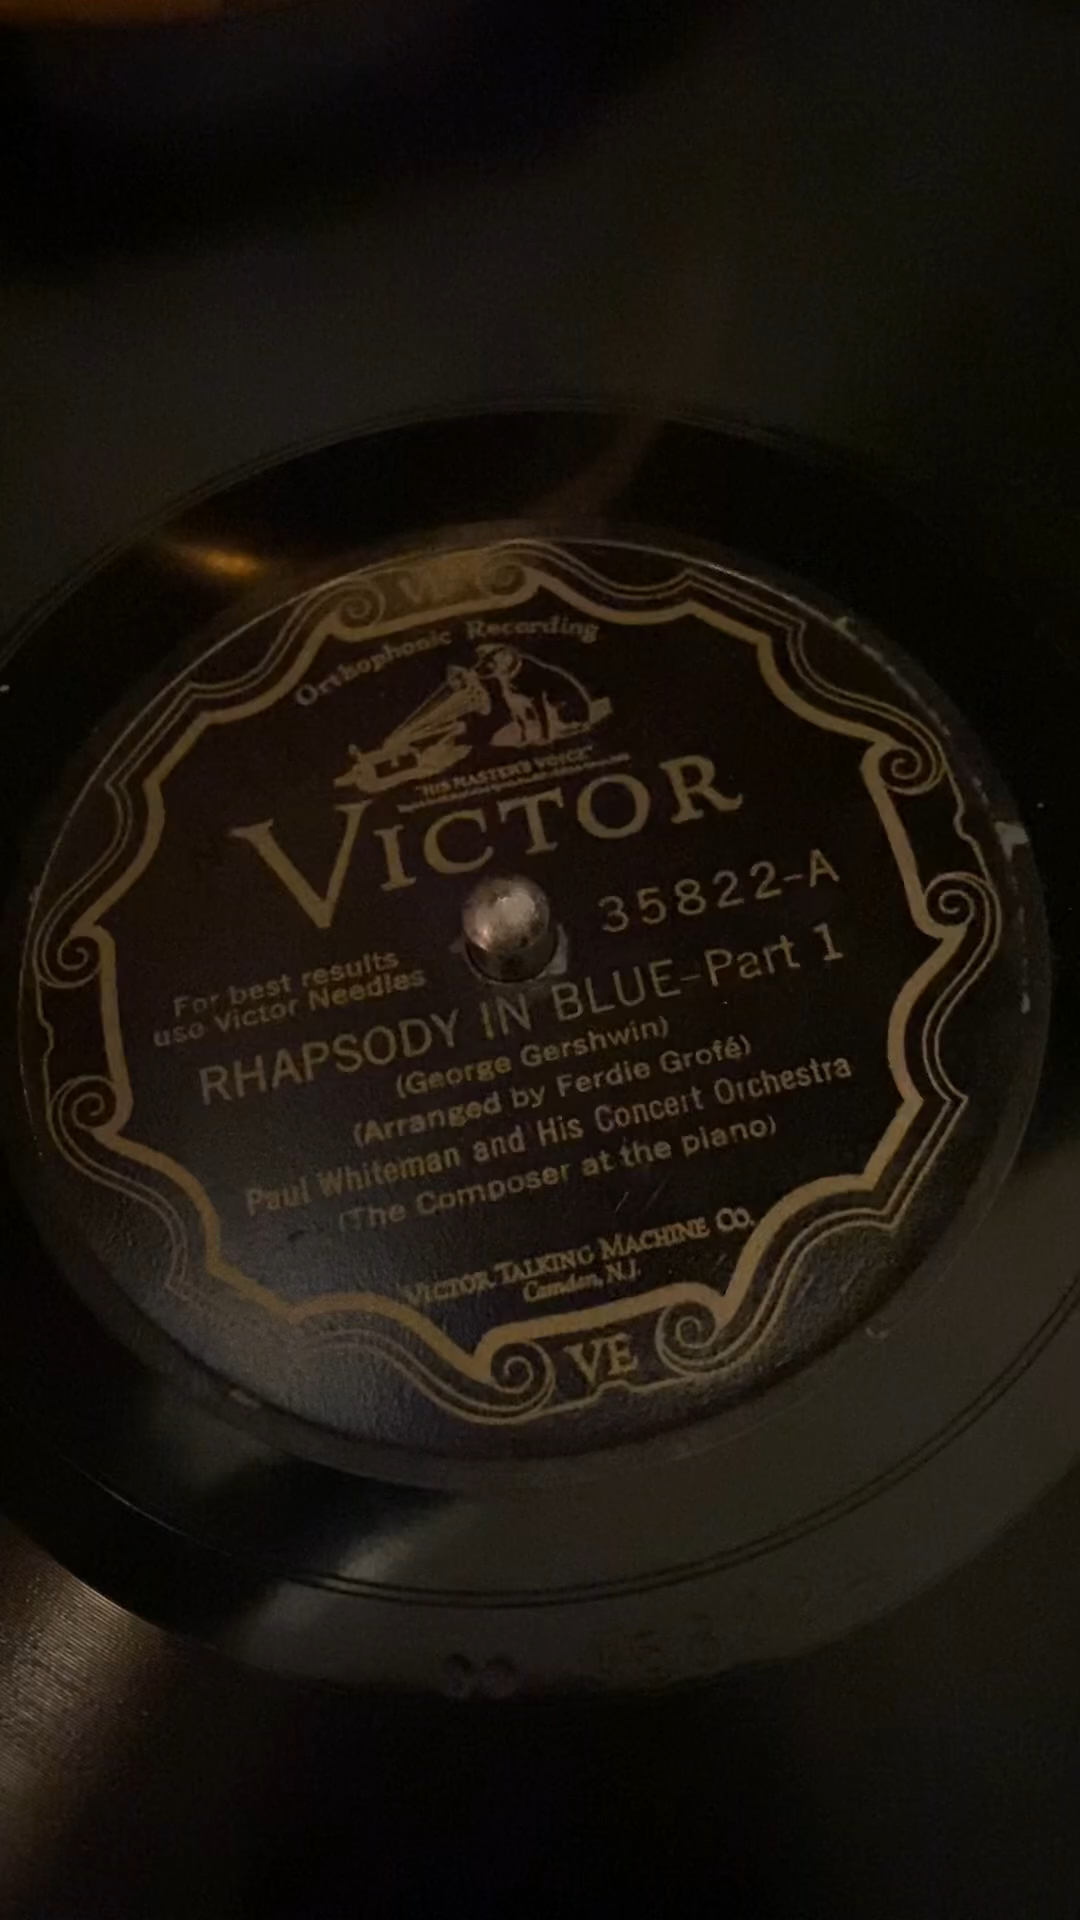 VE
Orthophonic Recording
"HIS MASTER'S VOICE"
VICTOR
35822-A
For best results
use Victor Needles
RHAPSODY IN BLUE-Part 1
(George Gershwin)
(Arranged by Ferdie Grofé)
Paul Whiteman and His Concert Orchestra
(The Composer at the piano)
VICTOR TALKING MACHINE CO.
Camden, N.J.
VE